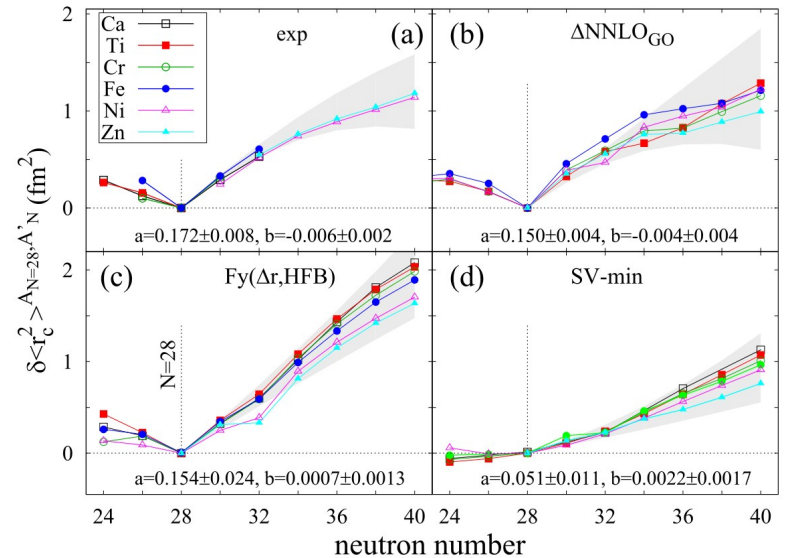 Ca
Ti
Cr
Fe
Ni
Zn
exp
(a)
a=0.172±0.008, b=-0.006±0.002
(b)
ΔNNLO_GO
a=0.150±0.004, b=-0.004±0.004
(c)
Fy(Δr,HFB)
N=28
a=0.154±0.024, b=0.0007±0.0013
(d)
SV-min
a=0.051±0.011, b=0.0022±0.0017
2
1
0
2
1
0
24 28 32 36 40
24 28 32 36 40
neutron number
δ<r_c^2>^A_N=28,A'_N (fm^2)